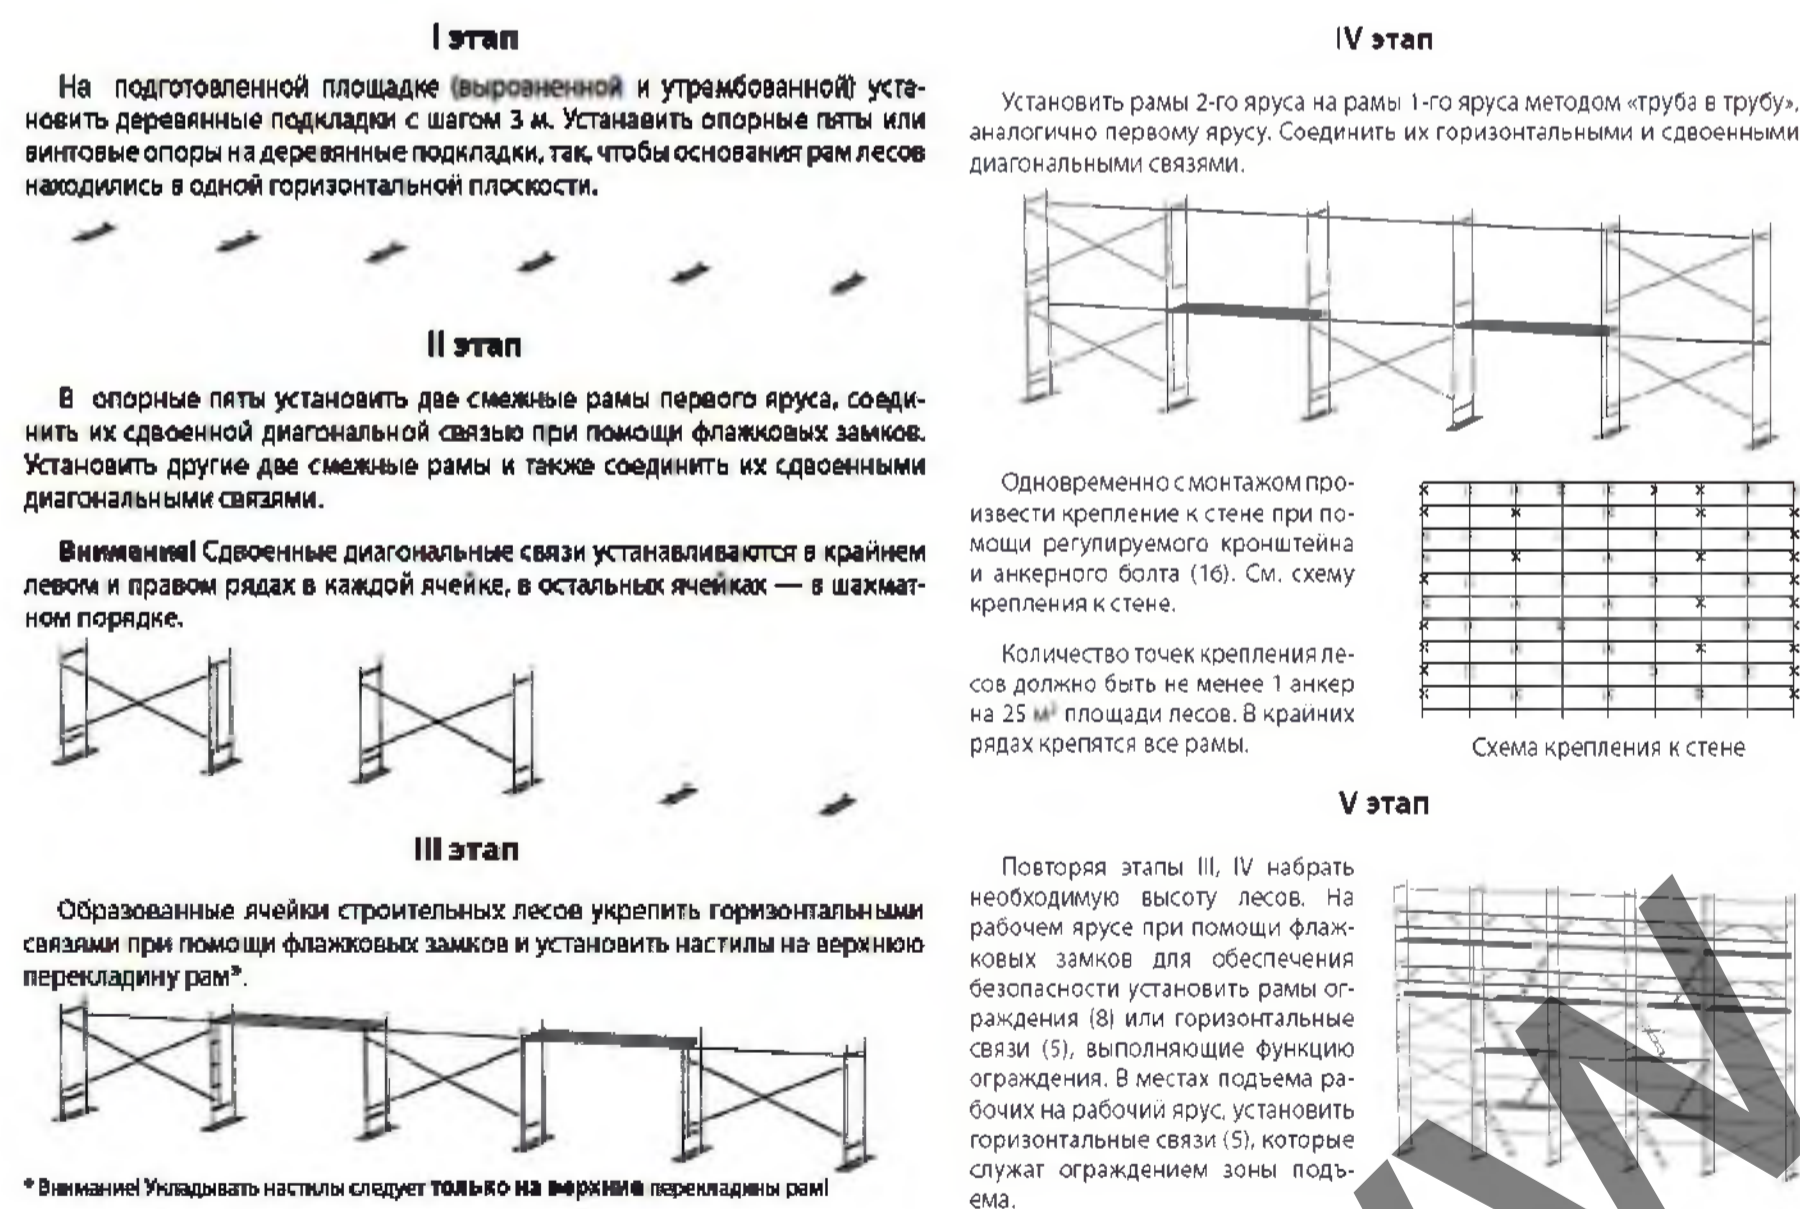 I этап
На подготовленной площадке (выровненной и утрамбованной) уста-
новить деревянные подкладки с шагом 3 м. Устанавить опорные пяты или
винтовые опоры на деревянные подкладки, так, чтобы основания рам лесов
находились в одной горизонтальной плоскости.
II этап
В опорные пяты установить две смежные рамы первого яруса, соеди-
нить их сдвоенной диагональной связью при помощи флажковых замков.
Установить другие две смежные рамы и также соединить их сдвоенными
диагональными связями.
Внимание! Сдвоенные диагональные связи устанавливаются в крайнем
левом и правом рядах в каждой ячейке, в остальных ячейках — в шахмат-
ном порядке.
III этап
Образованные ячейки строительных лесов укрепить горизонтальными
связями при помощи флажковых замков и установить настилы на верхнюю
перекладину рам*.
* Внимание! Укладывать настилы следует только на верхние перекладины рам!
IV этап
Установить рамы 2-го яруса на рамы 1-го яруса методом «труба в трубу»,
аналогично первому ярусу. Соединить их горизонтальными и сдвоенными
диагональными связями.
Одновременно с монтажом про-
извести крепление к стене при по-
мощи регулируемого кронштейна
и анкерного болта (16). См. схему
крепления к стене.
Количество точек крепления ле-
сов должно быть не менее 1 анкер
на 25 м² площади лесов. В крайних
рядах крепятся все рамы.
Схема крепления к стене
V этап
Повторяя этапы III, IV набрать
необходимую высоту лесов. На
рабочем ярусе при помощи флаж-
ковых замков для обеспечения
безопасности установить рамы ог-
раждения (8) или горизонтальные
связи (5), выполняющие функцию
ограждения. В местах подъема ра-
бочих на рабочий ярус, установить
горизонтальные связи (5), которые
служат ограждением зоны подъ-
ема.